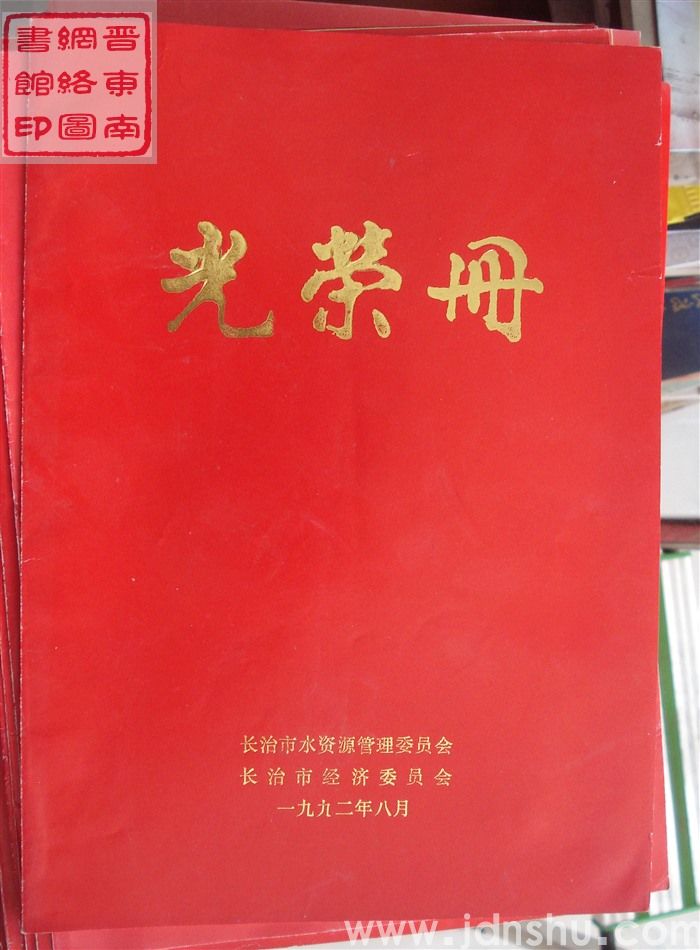 晋東南
網絡圖
書館印
光榮冊
长治市水资源管理委员会
长治市经济委员会
一九九二年八月
www.jdnshu.com